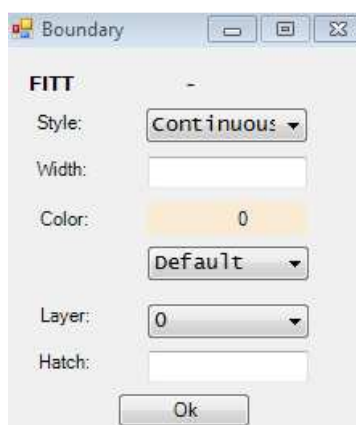 Boundary
FITT -
Style: Continuous
Width:
Color: 0
Default
Layer: 0
Hatch:
Ok